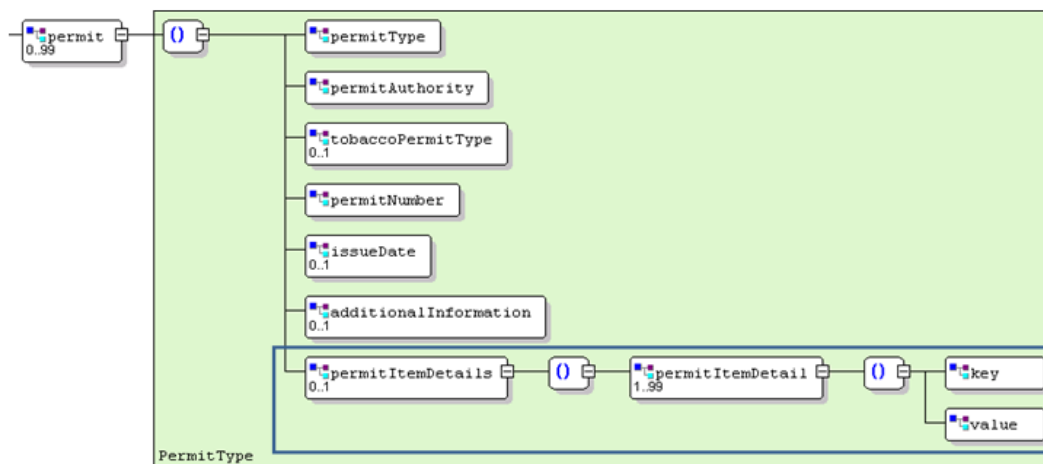 permit
0..99
()
permitType
permitAuthority
tobaccoPermitType
0..1
permitNumber
issueDate
0..1
additionalInformation
0..1
permitItemDetails
0..1
()
permitItemDetail
1..99
()
key
value
PermitType